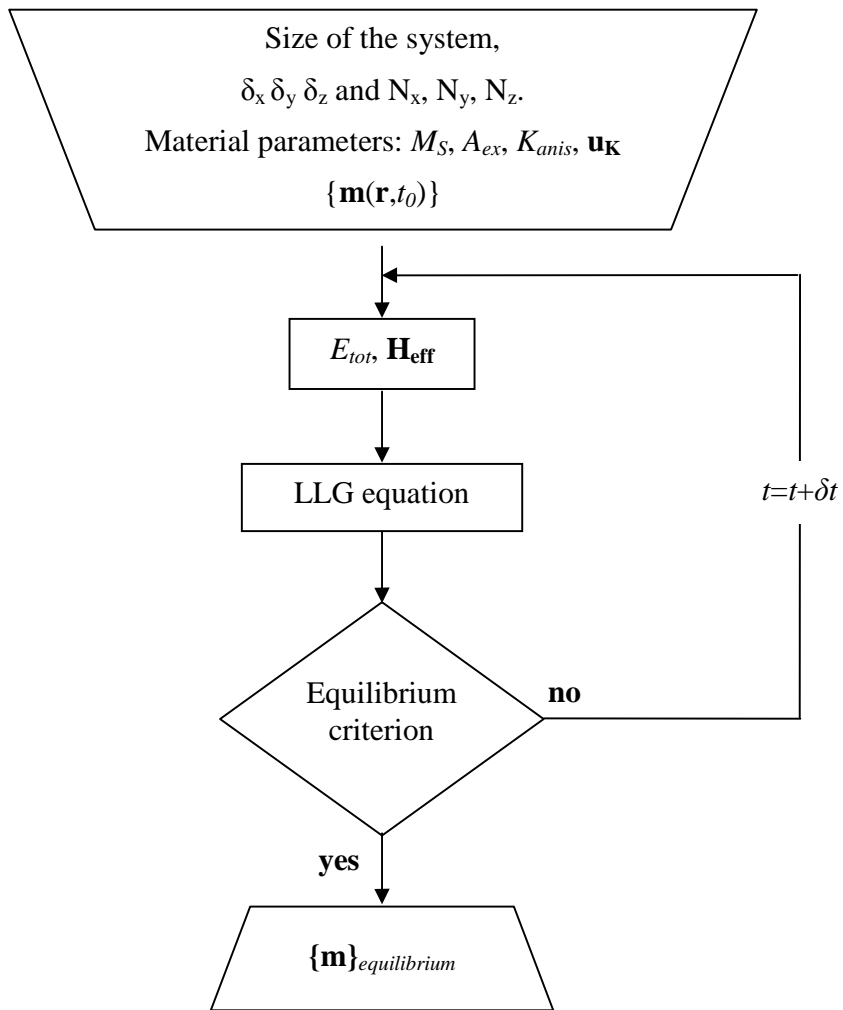 Size of the system,
δx δy δz and Nx, Ny, Nz.
Material parameters: MS, Aex, Kanis, uK
{m(r,t0)}
Etot, Heff
LLG equation
t=t+δt
Equilibrium
criterion
no
yes
{m}equilibrium